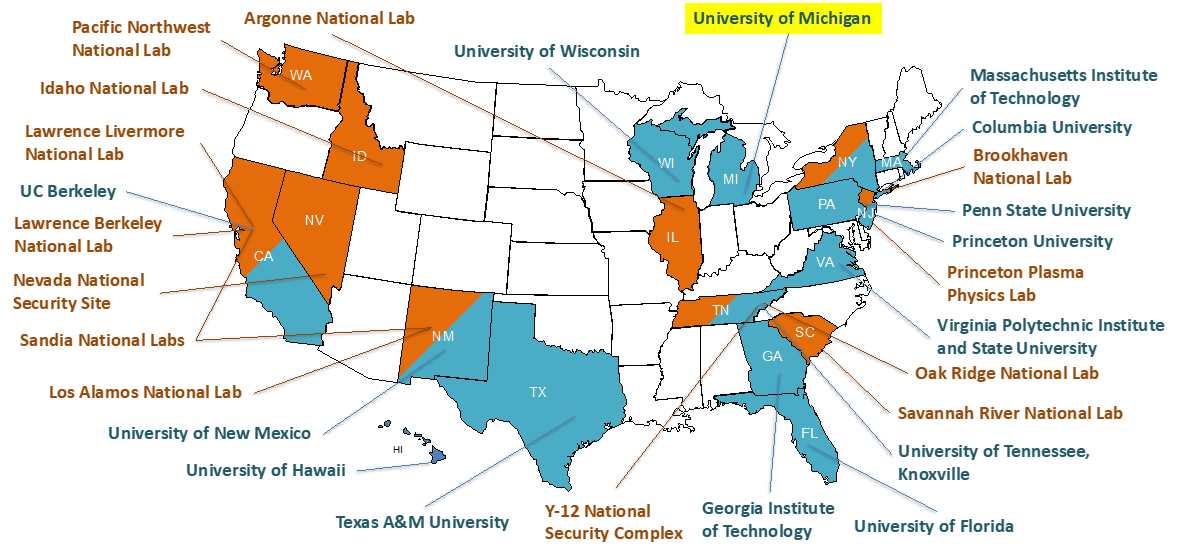 Argonne National Lab
University of Michigan
Pacific Northwest
National Lab
University of Wisconsin
Idaho National Lab
Massachusetts Institute
of Technology
Lawrence Livermore
National Lab
Columbia University
Brookhaven
National Lab
UC Berkeley
Penn State University
Lawrence Berkeley
National Lab
Princeton University
Nevada National
Security Site
Princeton Plasma
Physics Lab
Sandia National Labs
Virginia Polytechnic Institute
and State University
Los Alamos National Lab
Oak Ridge National Lab
Savannah River National Lab
University of New Mexico
University of Hawaii
University of Tennessee,
Knoxville
Texas A&M University
Y-12 National
Security Complex
Georgia Institute
of Technology
University of Florida
WA
ID
WI
MI
NY
MA
PA
NJ
NV
CA
IL
VA
NM
TN
SC
GA
TX
FL
HI